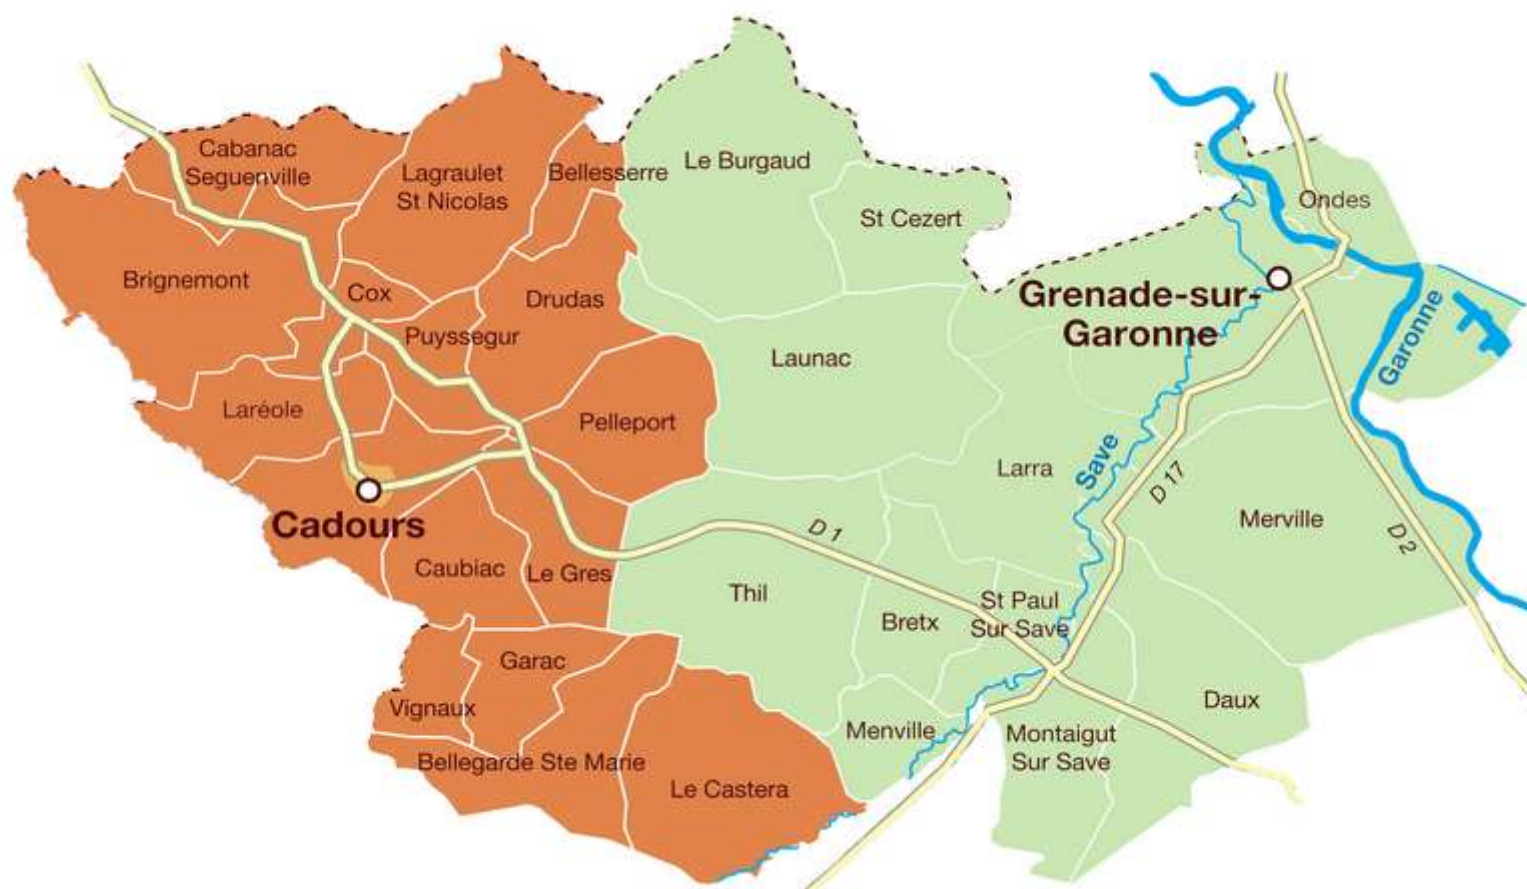 Cabanac
Seguenville
Lagraulet
St Nicolas
Bellesserre
Le Burgaud
St Cezert
Ondes
Brignemont
Cox
Drudas
Puyssegur
Grenade-sur-
Garonne
Garonne
Launac
Laréole
Pelleport
Larra
Save
D 17
Merville
D 2
Cadours
D 1
Caubiac
Le Gres
Thil
Bretx
St Paul
Sur Save
Garac
Vignaux
Bellegarde Ste Marie
Le Castera
Menville
Montaigut
Sur Save
Daux